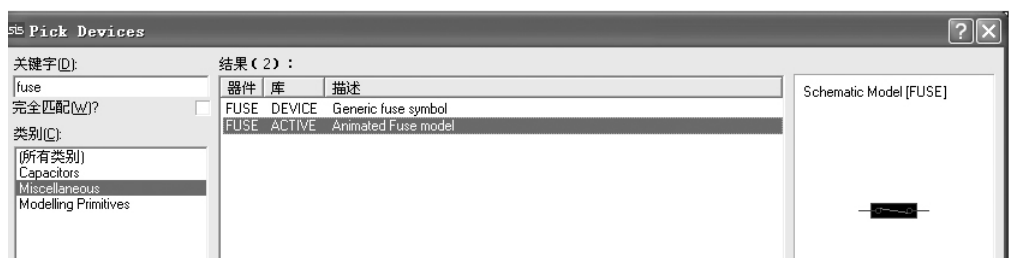 sis Pick Devices
关键字(D):
fuse
完全匹配(W)?
类别(C):
(所有类别)
Capacitors
Miscellaneous
Modelling Primitives
结果(2):
器件 库 描述
FUSE DEVICE Generic fuse symbol
FUSE ACTIVE Animated Fuse model
Schematic Model [FUSE]